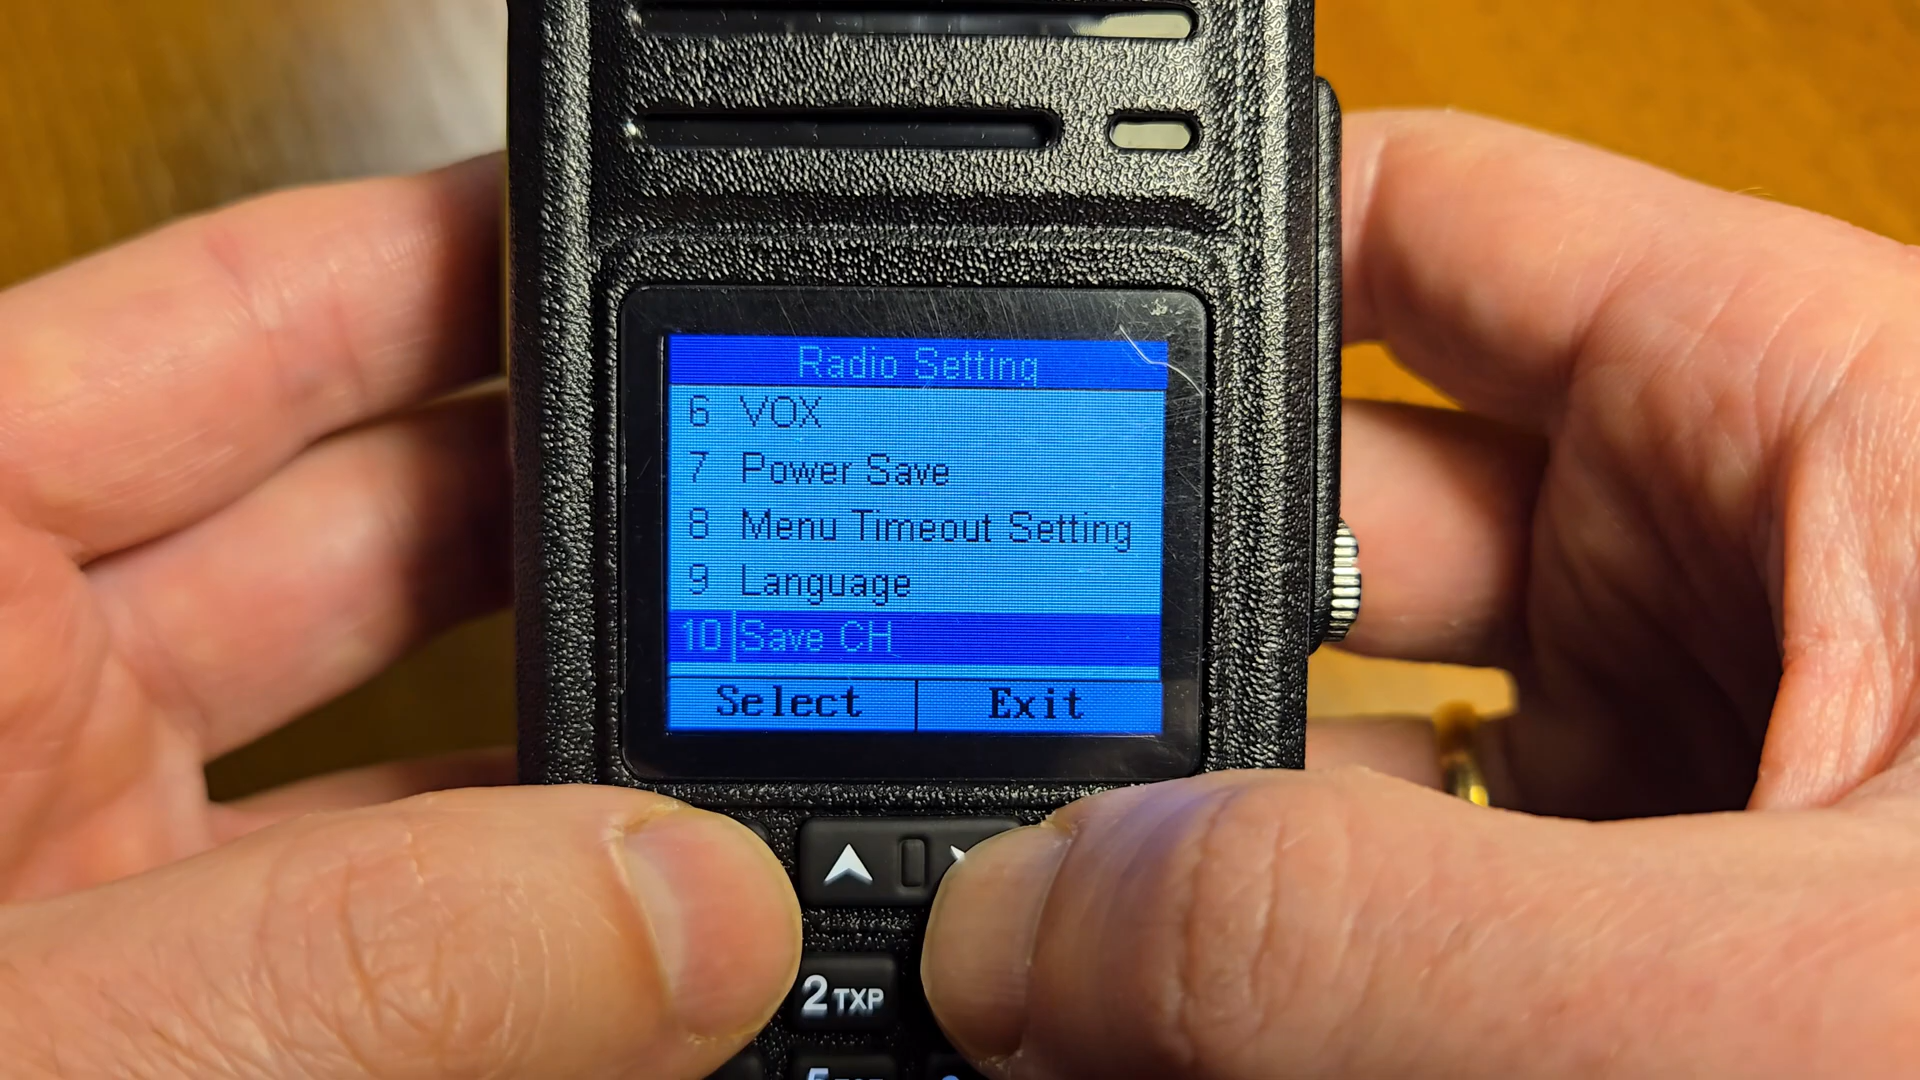 Radio Setting
6 VOX
7 Power Save
8 Menu Timeout Setting
9 Language
10 Save CH
Select Exit
2 TXP